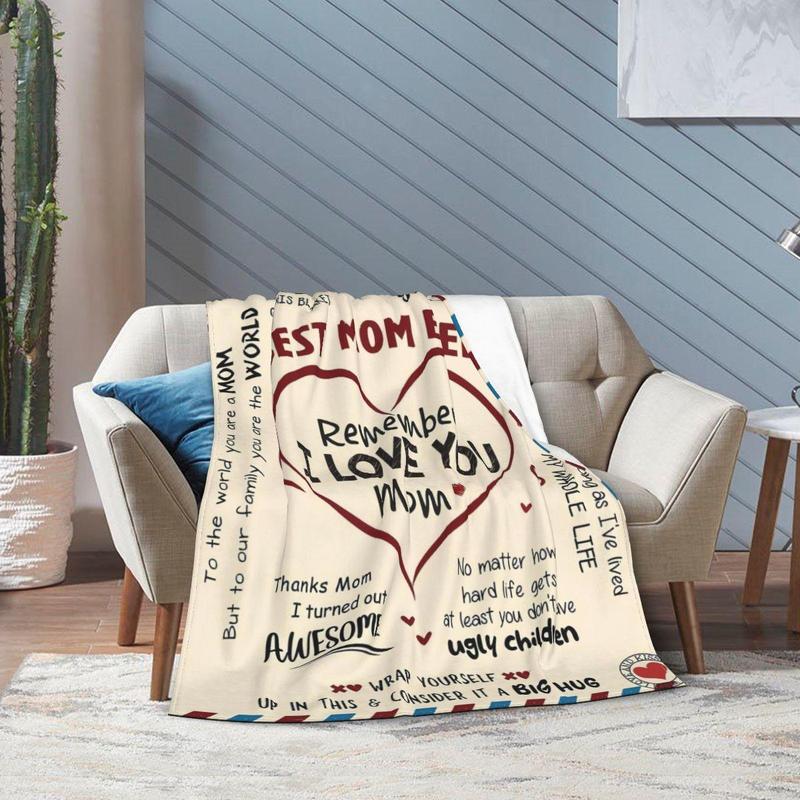 BEST MOM
Remember
I LOVE YOU
Mom
To the world you are a MOM
But to our family you are the WORLD
as I've lived
WHOLE LIFE
Thanks Mom
I turned out
AWESOME
No matter how
hard life gets
at least you don't have
ugly children
WRAP YOURSELF
UP IN THIS & CONSIDER IT A BIG HUG